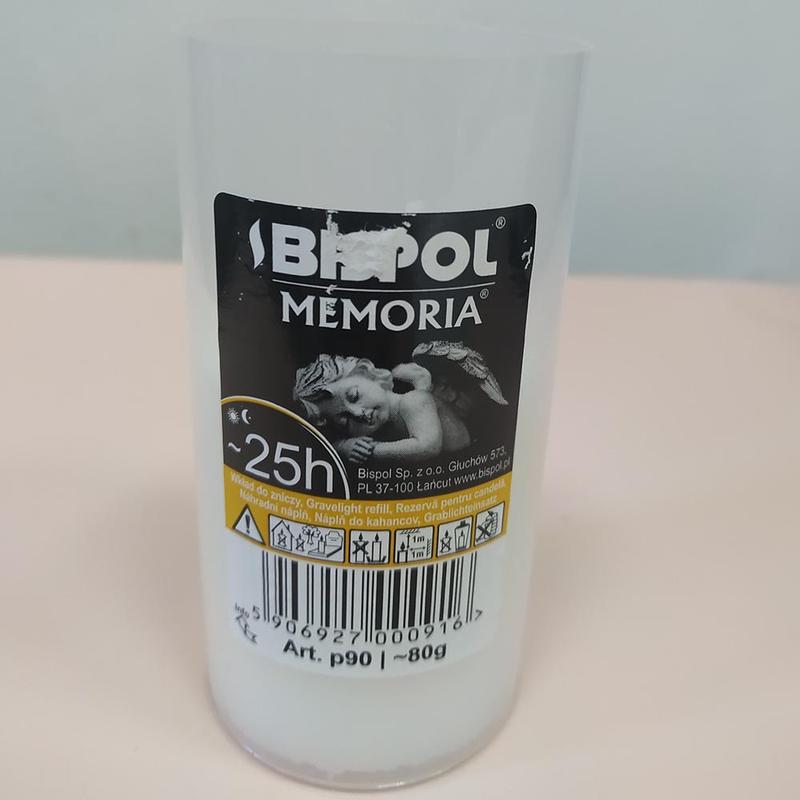 BISPOL®
MEMORIA®
~25h
Bispol Sp. z o.o. Głuchów 573,
PL 37-100 Łańcut www.bispol.pl
Wkład do zniczy, Gravelight refill, Rezervă pentru candelă,
Náhradní náplň, Náplň do kahancov, Grablichteinsatz
1m
1m
Info
5 906927 000916 >
Art. p90 | ~80g